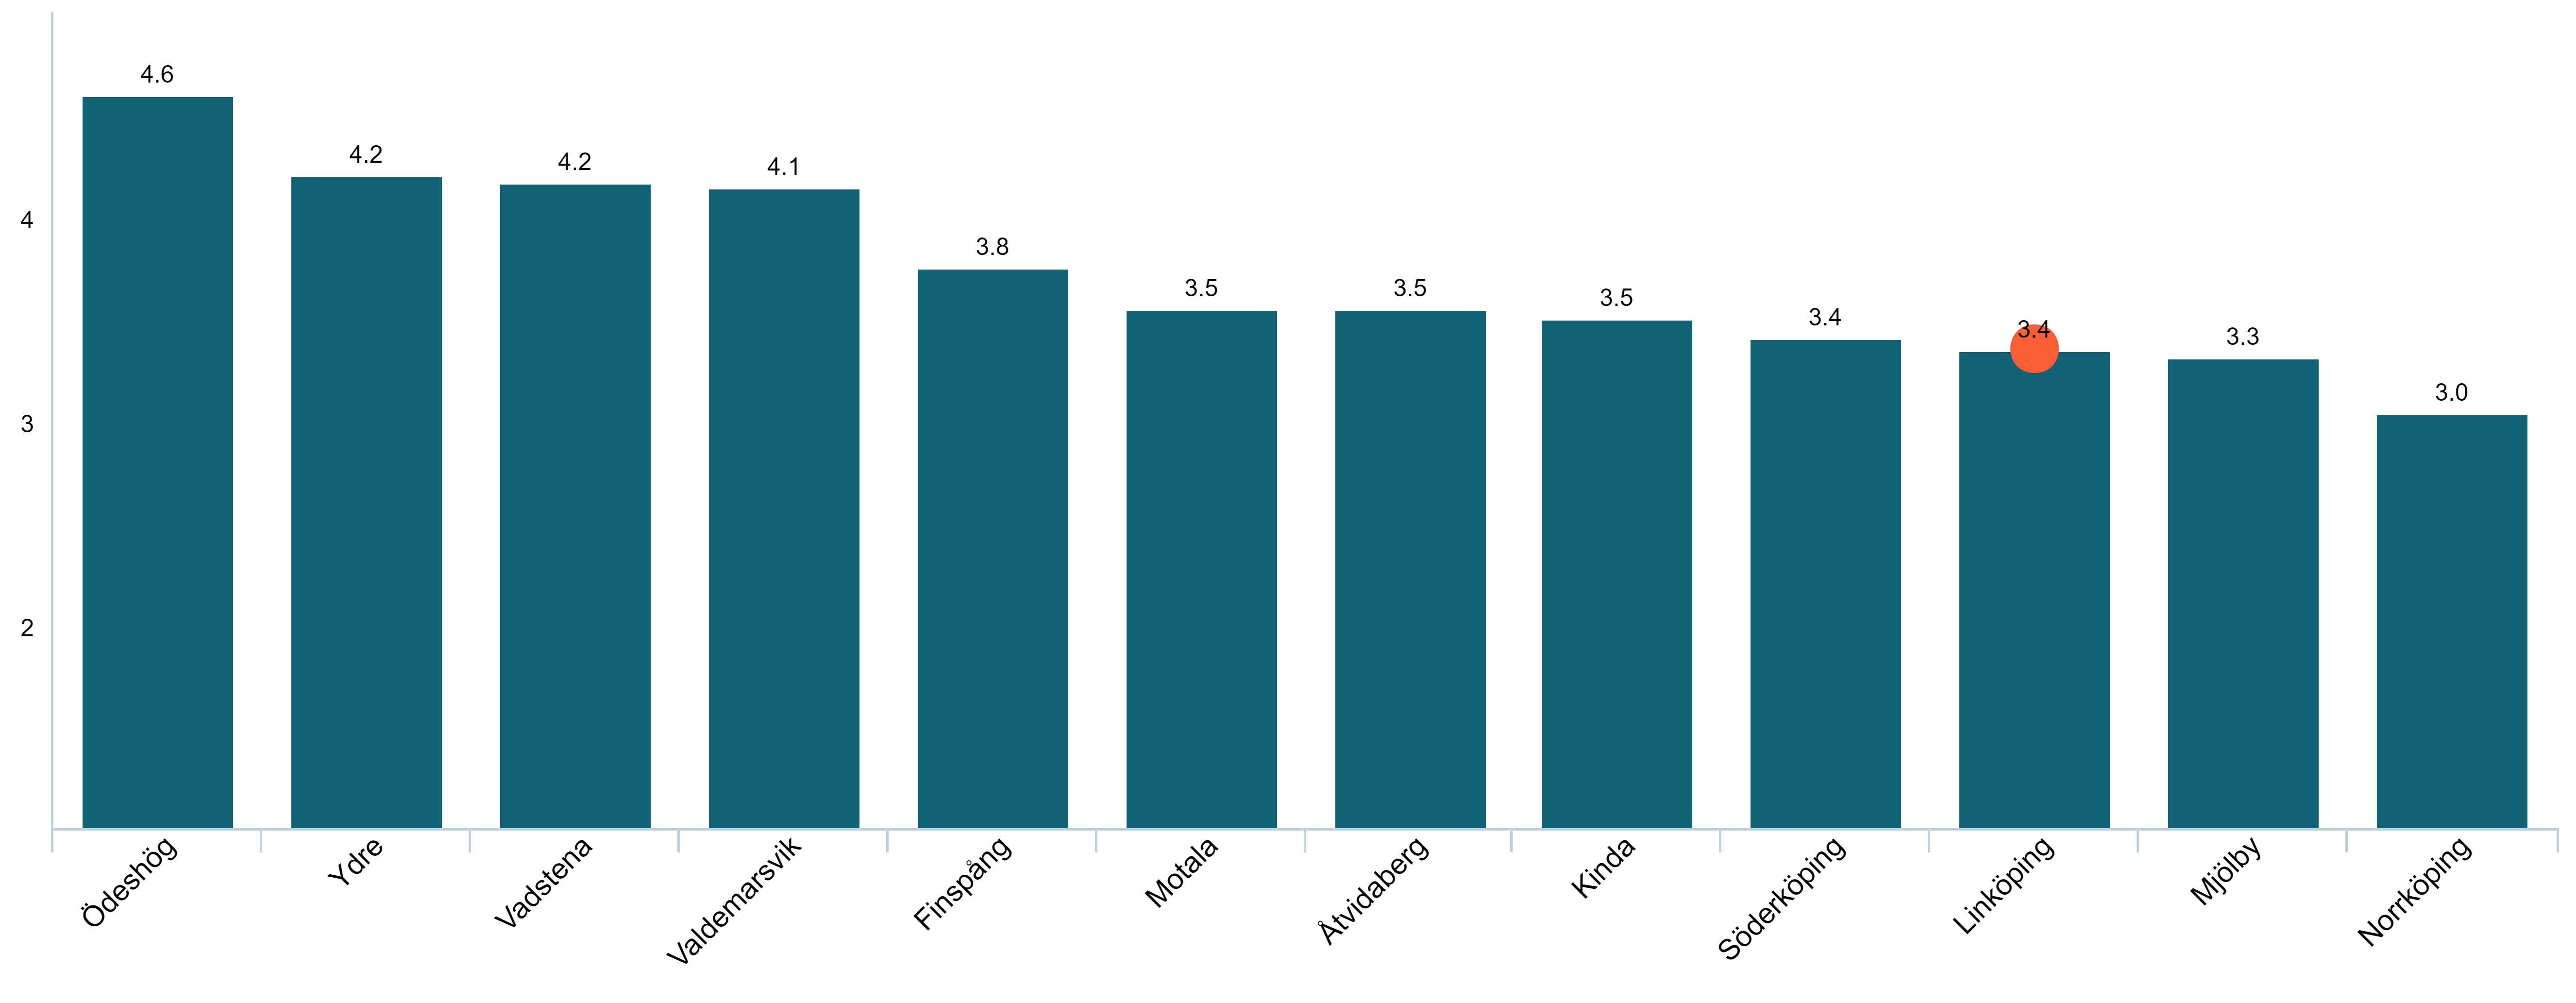 4.6
4.2
4.2
4.1
3.8
3.5
3.5
3.5
3.4
3.4
3.3
3.0
4
3
2
Ödeshög
Ydre
Vadstena
Valdemarsvik
Finspång
Motala
Åtvidaberg
Kinda
Söderköping
Linköping
Mjölby
Norrköping